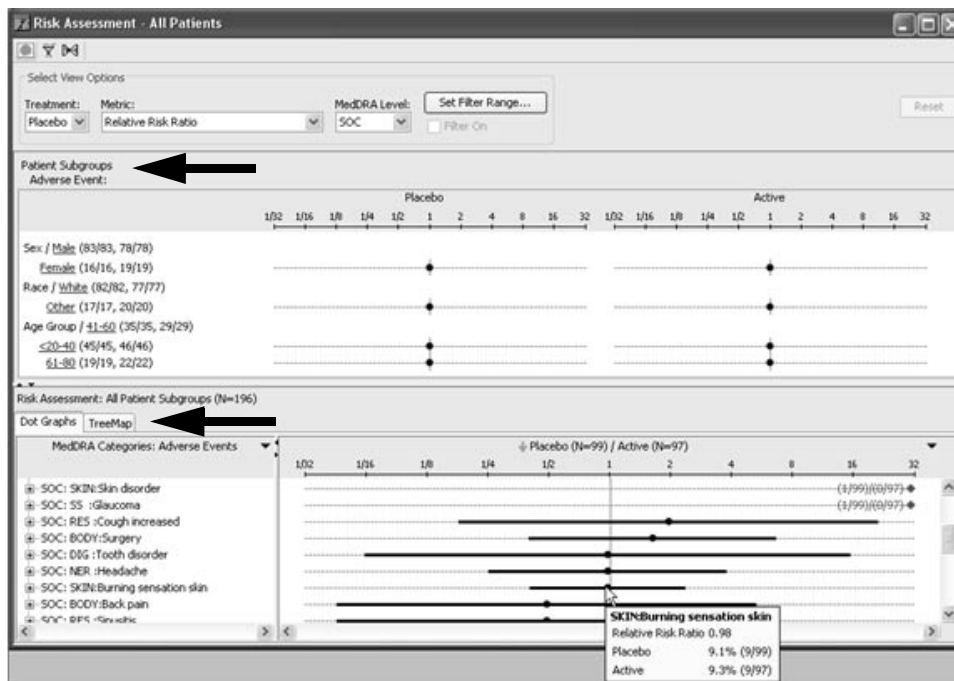 Risk Assessment - All Patients
Select View Options
Treatment: Metric: MedDRA Level: Set Filter Range...
Placebo Relative Risk Ratio SOC Filter On Reset
Patient Subgroups
Adverse Event:
Placebo Active
1/32 1/16 1/8 1/4 1/2 1 2 4 8 16 32 1/32 1/16 1/8 1/4 1/2 1 2 4 8 16 32
Sex / Male (83/83, 78/78)
Female (16/16, 19/19)
Race / White (82/82, 77/77)
Other (17/17, 20/20)
Age Group / 41-60 (35/35, 29/29)
<20-40 (45/45, 46/46)
61-80 (19/19, 22/22)
Risk Assessment: All Patient Subgroups (N=196)
Dot Graphs TreeMap
MedDRA Categories: Adverse Events Placebo (N=99) / Active (N=97)
1/32 1/16 1/8 1/4 1/2 1 2 4 8 16 32
SOC: SKIN:Skin disorder (1/99)/(0/97)
SOC: SS :Glaucoma (1/99)/(0/97)
SOC: RES :Cough increased
SOC: BODY:Surgery
SOC: DIG :Tooth disorder
SOC: NER :Headache
SOC: SKIN:Burning sensation skin
SOC: BODY:Back pain
SOC: RES :Sinusitis
SKIN:Burning sensation skin
Relative Risk Ratio 0.98
Placebo 9.1% (9/99)
Active 9.3% (9/97)